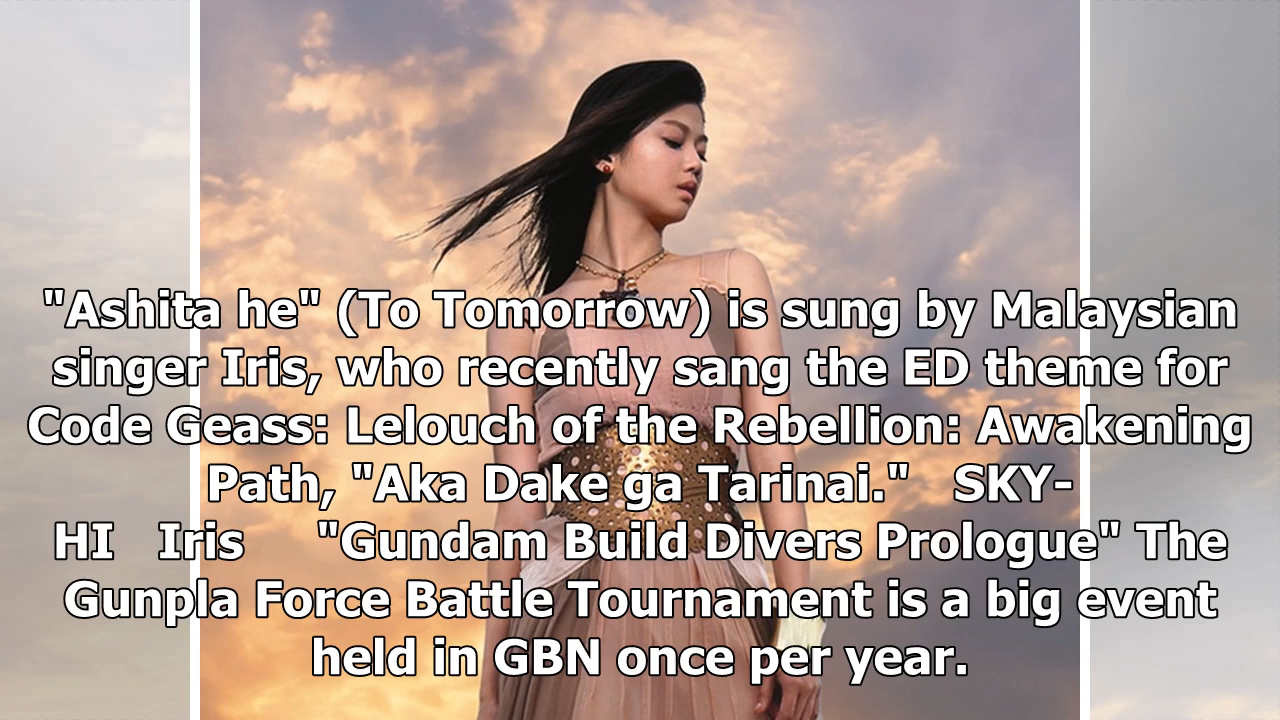 "Ashita he" (To Tomorrow) is sung by Malaysian
singer Iris, who recently sang the ED theme for
Code Geass: Lelouch of the Rebellion: Awakening
Path, "Aka Dake ga Tarinai."   SKY-
HI   Iris     "Gundam Build Divers Prologue" The
Gunpla Force Battle Tournament is a big event
held in GBN once per year.